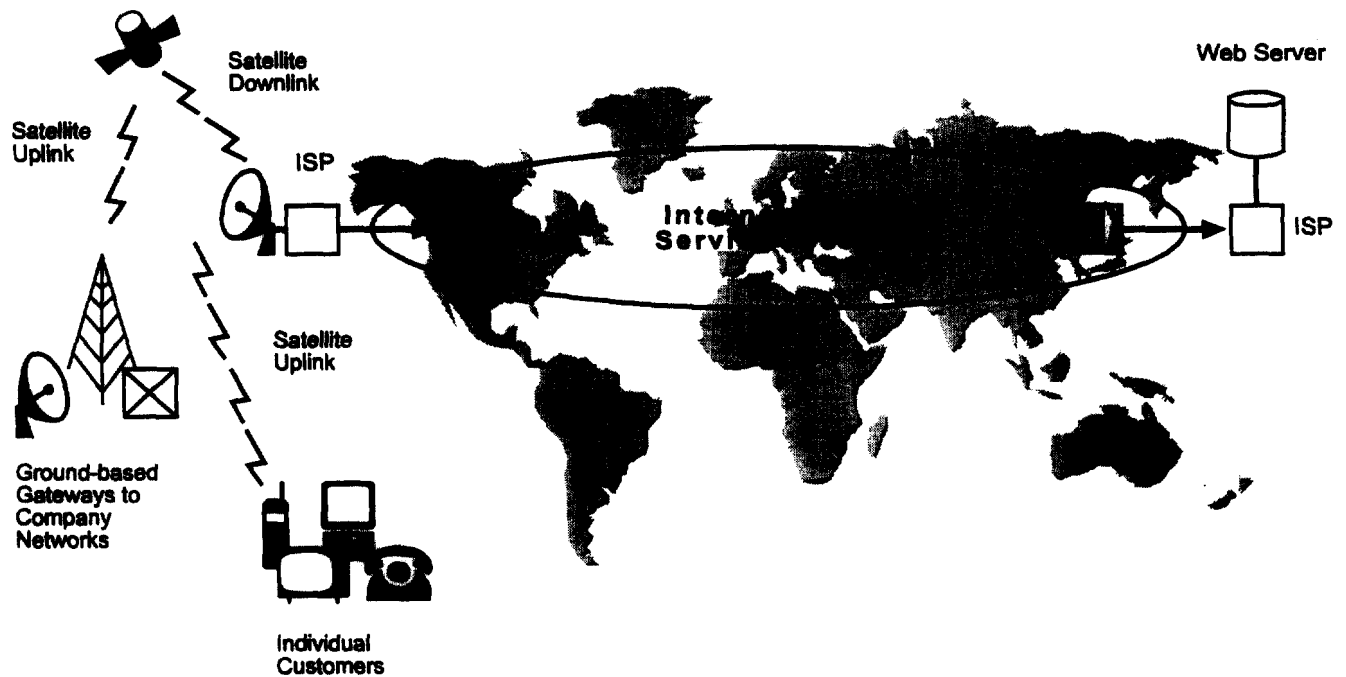 Web Server
Satellite
Downlink
Satellite
Uplink
ISP
ISP
Satellite
Uplink
Ground-based
Gateways to
Company
Networks
Individual
Customers